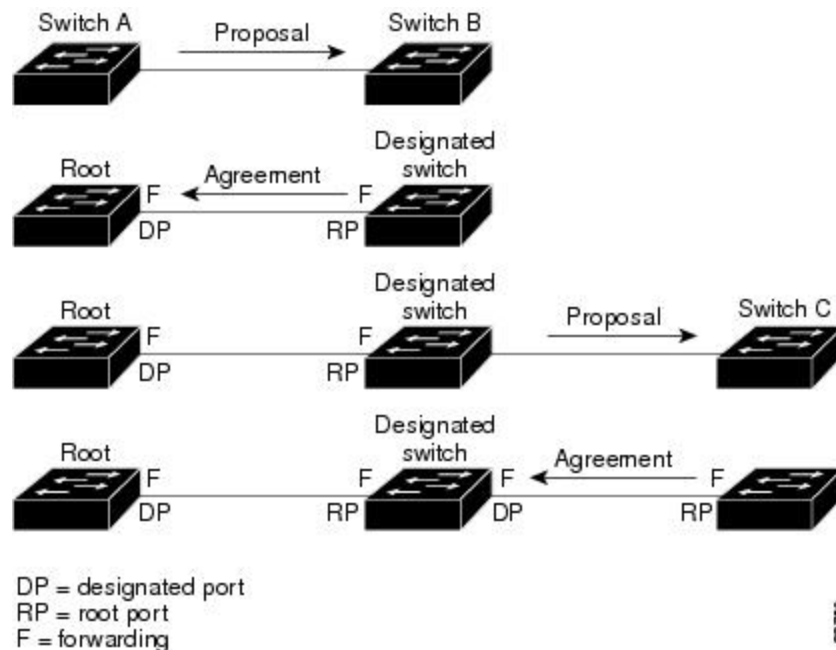 Switch A
Proposal
Switch B
Root
F
Agreement
F
Designated
switch
DP
RP
Root
F
F
Designated
switch
Proposal
Switch C
DP
RP
Root
F
F
Designated
switch
F
Agreement
F
DP
RP
DP
RP
DP = designated port
RP = root port
F = forwarding